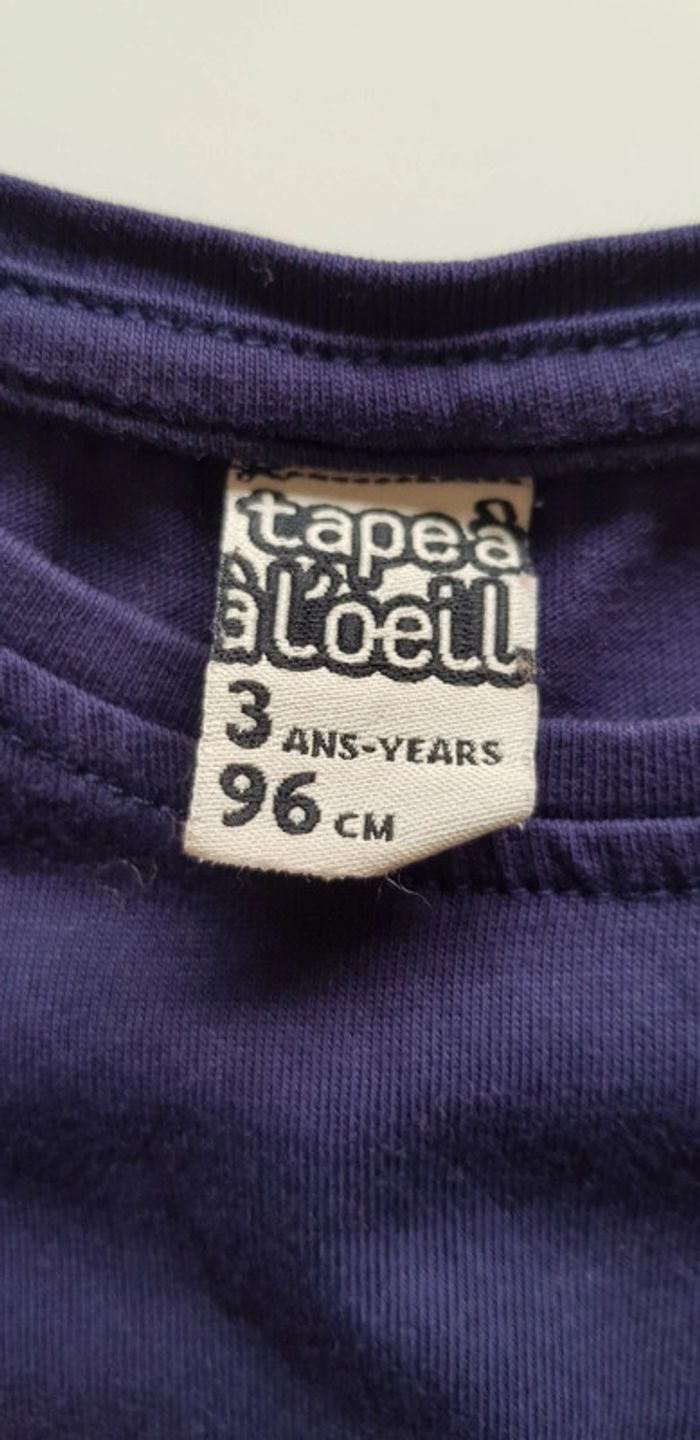 tape à
à l'oeil
3 ANS-YEARS
96 CM